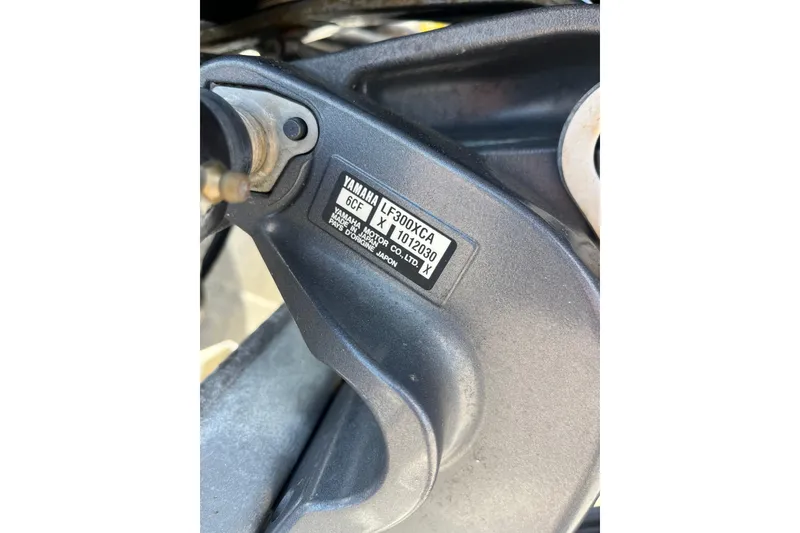 YAMAHA LF300XCA
6CF X 1012030 X
YAMAHA MOTOR CO., LTD.
MADE IN JAPAN
PAYS D'ORIGINE JAPON